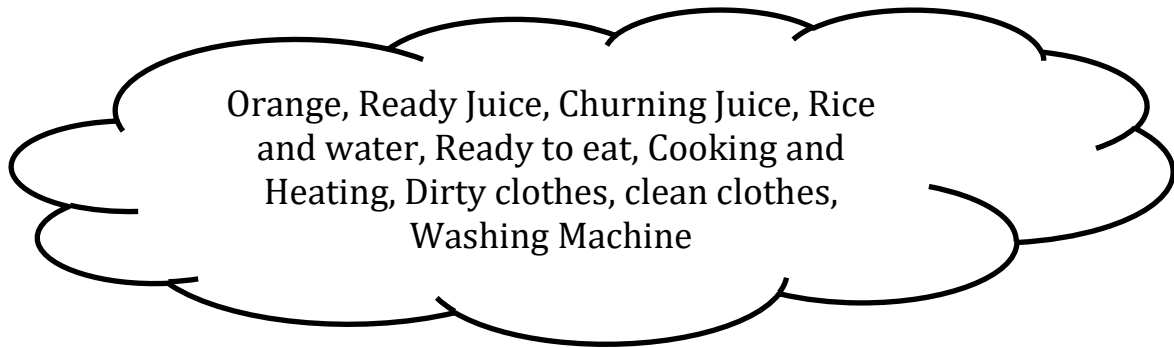 Orange, Ready Juice, Churning Juice, Rice
and water, Ready to eat, Cooking and
Heating, Dirty clothes, clean clothes,
Washing Machine